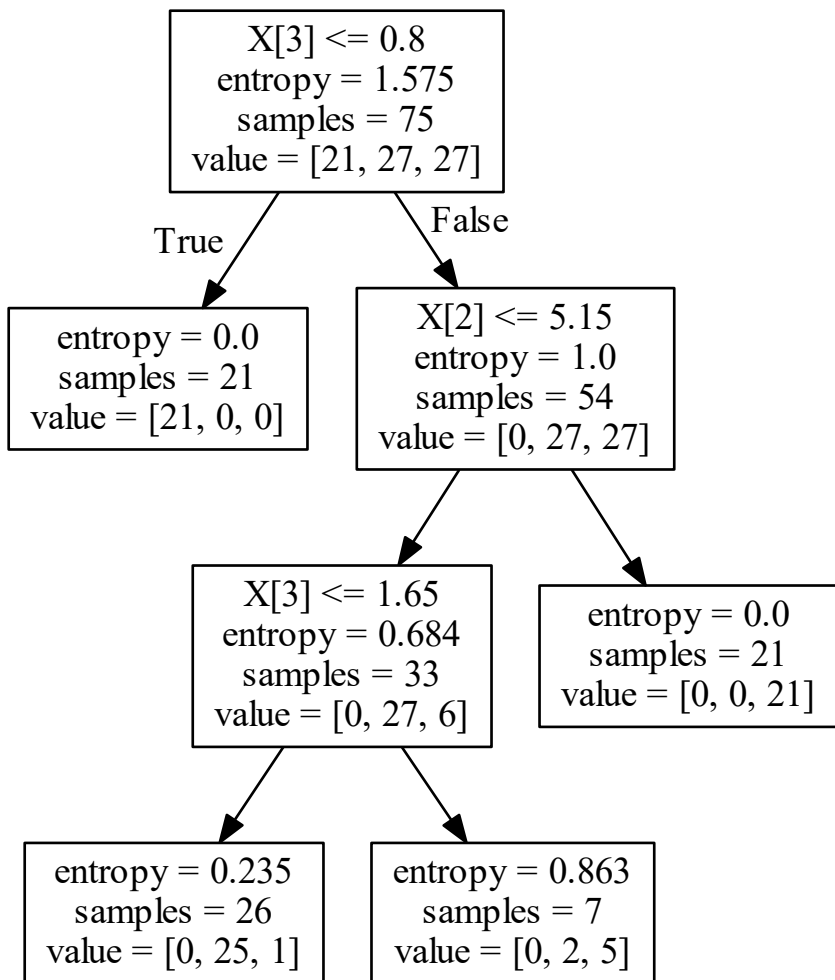 X[3] <= 0.8
entropy = 1.575
samples = 75
value = [21, 27, 27]
True
False
entropy = 0.0
samples = 21
value = [21, 0, 0]
X[2] <= 5.15
entropy = 1.0
samples = 54
value = [0, 27, 27]
X[3] <= 1.65
entropy = 0.684
samples = 33
value = [0, 27, 6]
entropy = 0.0
samples = 21
value = [0, 0, 21]
entropy = 0.235
samples = 26
value = [0, 25, 1]
entropy = 0.863
samples = 7
value = [0, 2, 5]